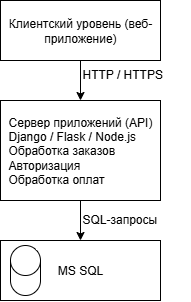 Клиентский уровень (веб-
приложение)
HTTP / HTTPS
Сервер приложений (API)
Django / Flask / Node.js
Обработка заказов
Авторизация
Обработка оплат
SQL-запросы
MS SQL